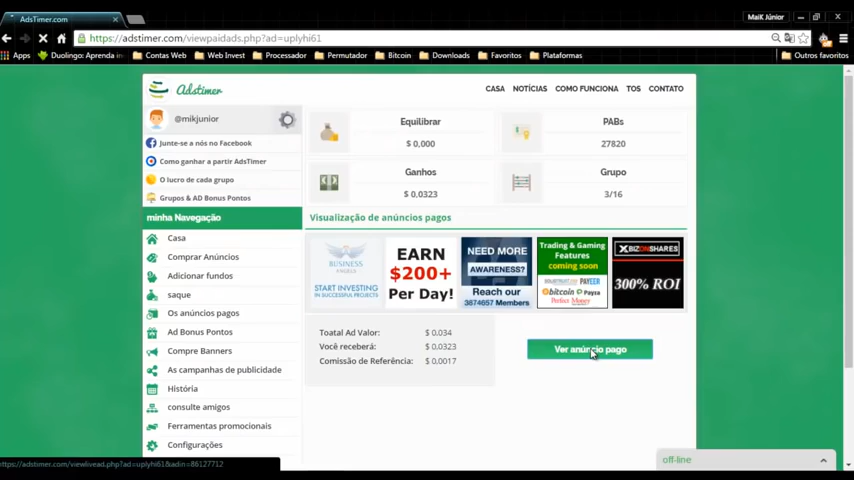 AdsTimer.com
MaiK Júnior
https://adstimer.com/viewpaidads.php?ad=uplyhi61
Apps Duolingo: Aprenda in Contas Web Web Invest Processador Permutador Bitcoin Downloads Favoritos Plataformas Outros favoritos
Adstimer
CASA NOTÍCIAS COMO FUNCIONA TOS CONTATO
@mikjunior
Junte-se a nós no Facebook
Como ganhar a partir AdsTimer
O lucro de cada grupo
Grupos & AD Bonus Pontos
minha Navegação
Casa
Comprar Anúncios
Adicionar fundos
saque
Os anúncios pagos
Ad Bonus Pontos
Compre Banners
As campanhas de publicidade
História
consulte amigos
Ferramentas promocionais
Configurações
Equilibrar
$ 0,000
PABs
27820
Ganhos
$ 0,0323
Grupo
3/16
Visualização de anúncios pagos
BUSINESS
START INVESTING
IN SUCCESSFUL PROJECTS
EARN
$200+
Per Day!
NEED MORE
AWARENESS?
Reach our
3874657 Members
Trading & Gaming
Features
coming soon
PAYEER
bitcoin Paysa
Perfect Money
XBIZONSHARES
300% ROI
Toatal Ad Valor: $ 0.034
Você receberá: $ 0.0323
Comissão de Referência: $ 0.0017
Ver anúncio pago
off-line
https://adstimer.com/viewlivead.php?ad=uplyhi61&adin=86127712